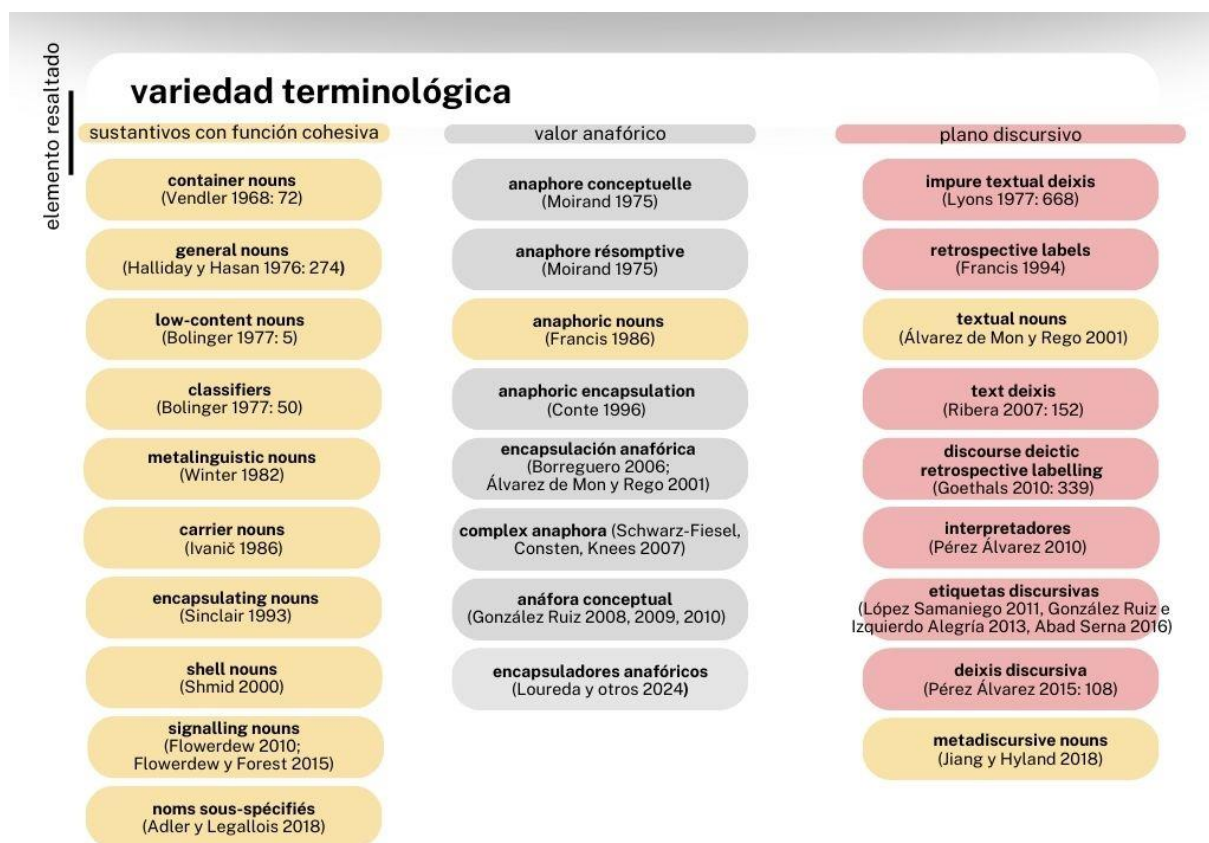 elemento resaltado
variedad terminológica
sustantivos con función cohesiva
container nouns
(Vendler 1968: 72)
general nouns
(Halliday y Hasan 1976: 274)
low-content nouns
(Bolinger 1977: 5)
classifiers
(Bolinger 1977: 50)
metalinguistic nouns
(Winter 1982)
carrier nouns
(Ivanič 1986)
encapsulating nouns
(Sinclair 1993)
shell nouns
(Shmid 2000)
signalling nouns
(Flowerdew 2010;
Flowerdew y Forest 2015)
noms sous-spécifiés
(Adler y Legallois 2018)
valor anafórico
anaphore conceptuelle
(Moirand 1975)
anaphore résomptive
(Moirand 1975)
anaphoric nouns
(Francis 1986)
anaphoric encapsulation
(Conte 1996)
encapsulación anafórica
(Borreguero 2006;
Álvarez de Mon y Rego 2001)
complex anaphora (Schwarz-Fiesel,
Consten, Knees 2007)
anáfora conceptual
(González Ruiz 2008, 2009, 2010)
encapsuladores anafóricos
(Loureda y otros 2024)
plano discursivo
impure textual deixis
(Lyons 1977: 668)
retrospective labels
(Francis 1994)
textual nouns
(Álvarez de Mon y Rego 2001)
text deixis
(Ribera 2007: 152)
discourse deictic
retrospective labelling
(Goethals 2010: 339)
interpretadores
(Pérez Álvarez 2010)
etiquetas discursivas
(López Samaniego 2011, González Ruiz e
Izquierdo Alegría 2013, Abad Serna 2016)
deixis discursiva
(Pérez Álvarez 2015: 108)
metadiscursive nouns
(Jiang y Hyland 2018)